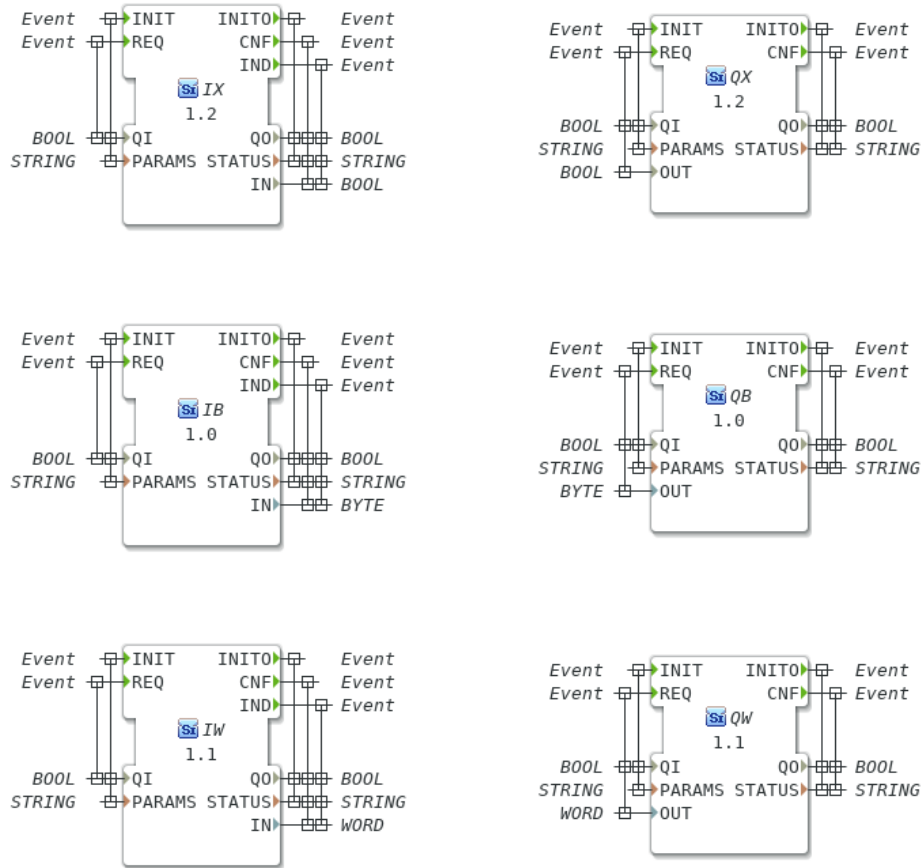 Event INIT INITO Event
Event REQ CNF Event
IND Event
IX
1.2
BOOL QI QO BOOL
STRING PARAMS STATUS STRING
IN BOOL
Event INIT INITO Event
Event REQ CNF Event
QX
1.2
BOOL QI QO BOOL
STRING PARAMS STATUS STRING
BOOL OUT
Event INIT INITO Event
Event REQ CNF Event
IND Event
IB
1.0
BOOL QI QO BOOL
STRING PARAMS STATUS STRING
IN BYTE
Event INIT INITO Event
Event REQ CNF Event
QB
1.0
BOOL QI QO BOOL
STRING PARAMS STATUS STRING
BYTE OUT
Event INIT INITO Event
Event REQ CNF Event
IND Event
IW
1.1
BOOL QI QO BOOL
STRING PARAMS STATUS STRING
IN WORD
Event INIT INITO Event
Event REQ CNF Event
QW
1.1
BOOL QI QO BOOL
STRING PARAMS STATUS STRING
WORD OUT